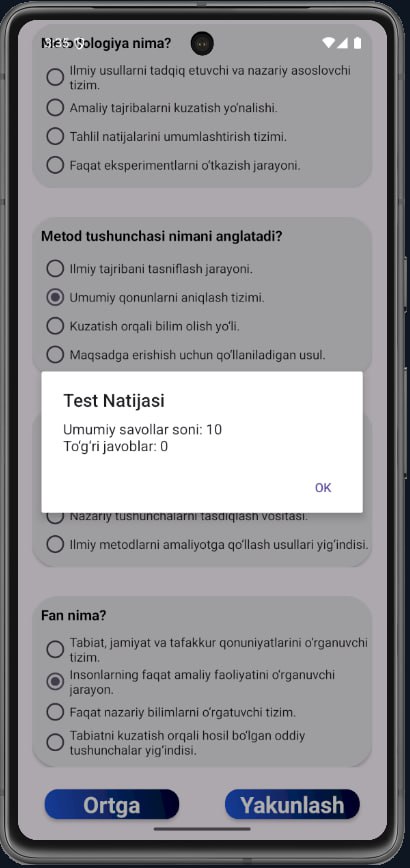 Metodologiya nima?
Ilmiy usullarni tadqiq etuvchi va nazariy asoslovchi
tizim.
Amaliy tajribalarni kuzatish yo‘nalishi.
Tahlil natijalarini umumlashtirish tizimi.
Faqat eksperimentlarni o‘tkazish jarayoni.
Metod tushunchasi nimani anglatadi?
Ilmiy tajribani tasniflash jarayoni.
Umumiy qonunlarni aniqlash tizimi.
Kuzatish orqali bilim olish yo‘li.
Maqsadga erishish uchun qo‘llaniladigan usul.
Test Natijasi
Umumiy savollar soni: 10
To‘g‘ri javoblar: 0
OK
Nazariy tushunchalarni tasdiqlash vositasi.
Ilmiy metodlarni amaliyotga qo‘llash usullari yig‘indisi.
Fan nima?
Tabiat, jamiyat va tafakkur qonuniyatlarini o‘rganuvchi
tizim.
Insonlarning faqat amaliy faoliyatini o‘rganuvchi
jarayon.
Faqat nazariy bilimlarni o‘rgatuvchi tizim.
Tabiatni kuzatish orqali hosil bo‘lgan oddiy
tushunchalar yig‘indisi.
Ortga
Yakunlash